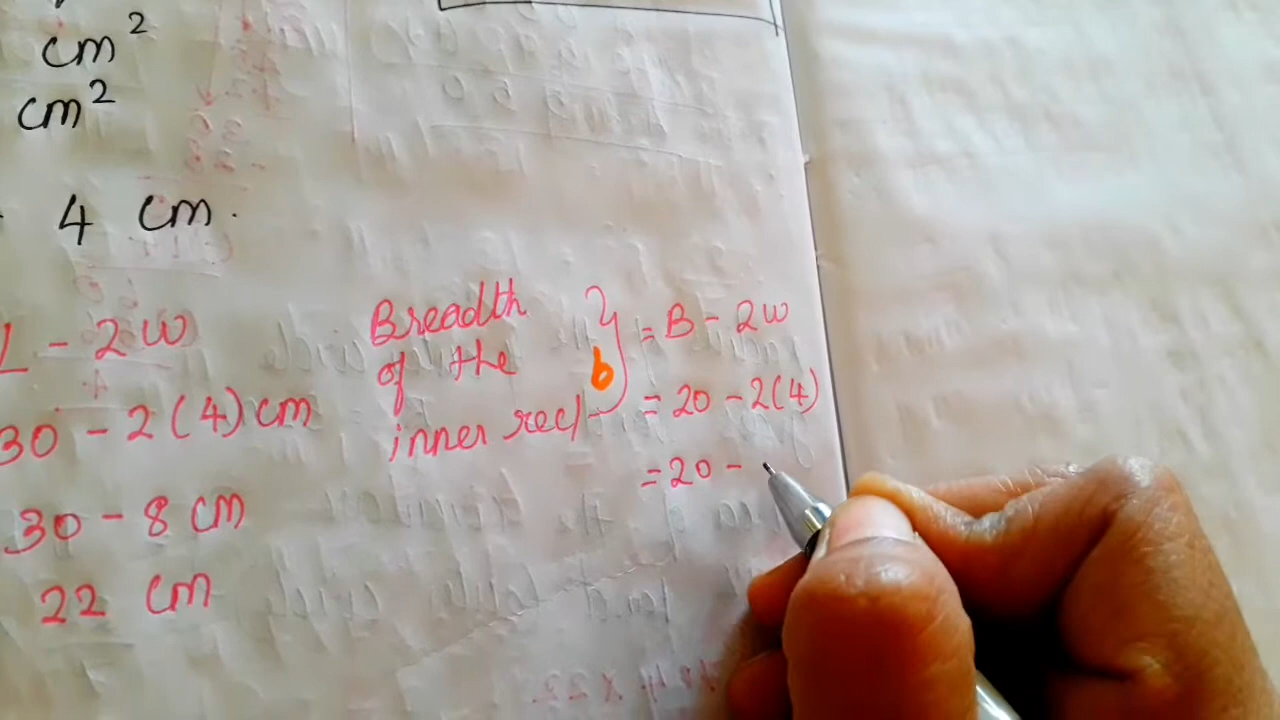 cm²
cm²
4 cm.
L - 2w
30 - 2(4) cm
30 - 8 cm
22 cm
Breadth
of the
inner rect
b
= B - 2w
= 20 - 2(4)
= 20 -